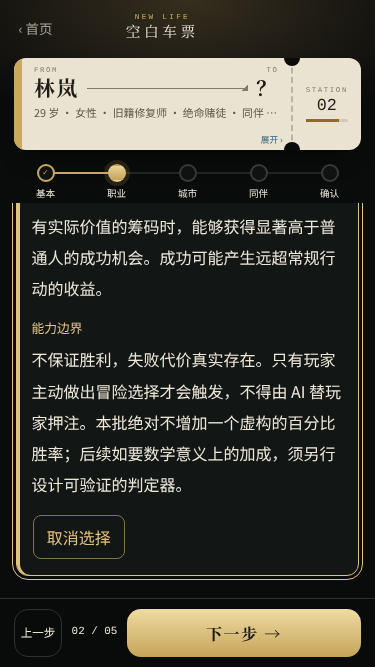 ‹ 首页
NEW LIFE
空白车票
FROM
TO
林岚
?
29 岁 · 女性 · 旧籍修复师 · 绝命赌徒 · 同伴 ···
展开 ›
STATION
02
✓
基本
职业
城市
同伴
确认
有实际价值的筹码时，能够获得显著高于普
通人的成功机会。成功可能产生远超常规行
动的收益。
能力边界
不保证胜利，失败代价真实存在。只有玩家
主动做出冒险选择才会触发，不得由 AI 替玩
家押注。本批绝对不增加一个虚构的百分比
胜率；后续如要数学意义上的加成，须另行
设计可验证的判定器。
取消选择
上一步
02 / 05
下一步 →